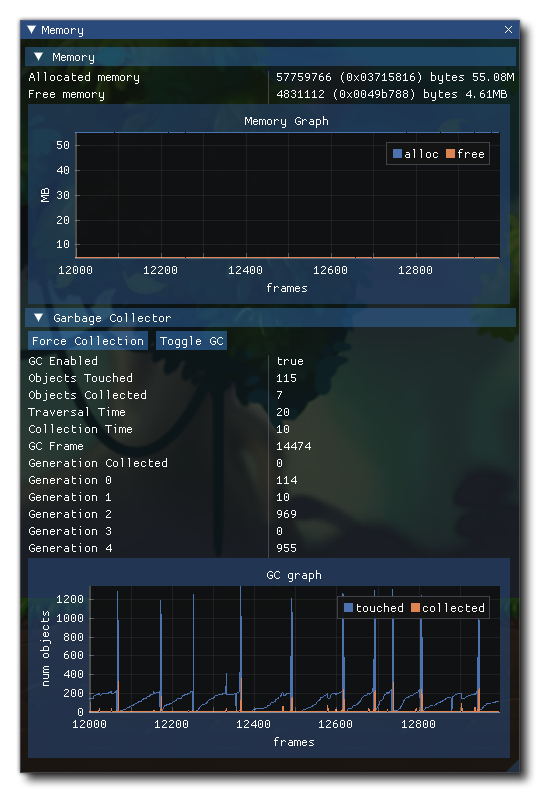 Memory
Memory
Allocated memory 57759766 (0x03715816) bytes 55.08M
Free memory 4831112 (0x0049b788) bytes 4.61MB
Memory Graph
alloc free
50
40
30
20
10
MB
12000 12200 12400 12600 12800
frames
Garbage Collector
Force Collection Toggle GC
GC Enabled true
Objects Touched 115
Objects Collected 7
Traversal Time 20
Collection Time 10
GC Frame 14474
Generation Collected 0
Generation 0 114
Generation 1 10
Generation 2 969
Generation 3 0
Generation 4 955
GC graph
touched collected
1200
1000
800
600
400
200
0
num objects
12000 12200 12400 12600 12800
frames